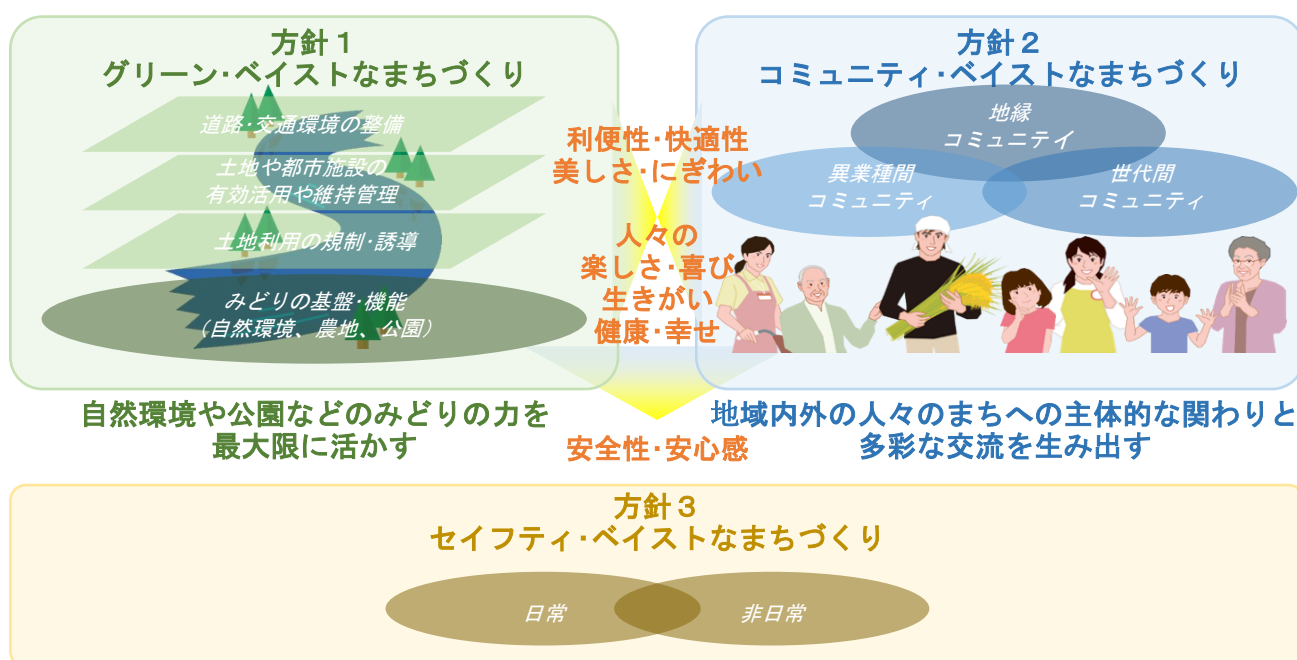 方針１
グリーン・ベイストなまちづくり
道路・交通環境の整備
土地や都市施設の
有効活用や維持管理
土地利用の規制・誘導
みどりの基盤・機能
（自然環境、農地、公園）
自然環境や公園などのみどりの力を
最大限に活かす
利便性・快適性
美しさ・にぎわい
人々の
楽しさ・喜び
生きがい
健康・幸せ
安全性・安心感
方針２
コミュニティ・ベイストなまちづくり
地縁
コミュニテイ
異業種間
コミュニティ
世代間
コミュニティ
地域内外の人々のまちへの主体的な関わりと
多彩な交流を生み出す
方針３
セイフティ・ベイストなまちづくり
日常
非日常